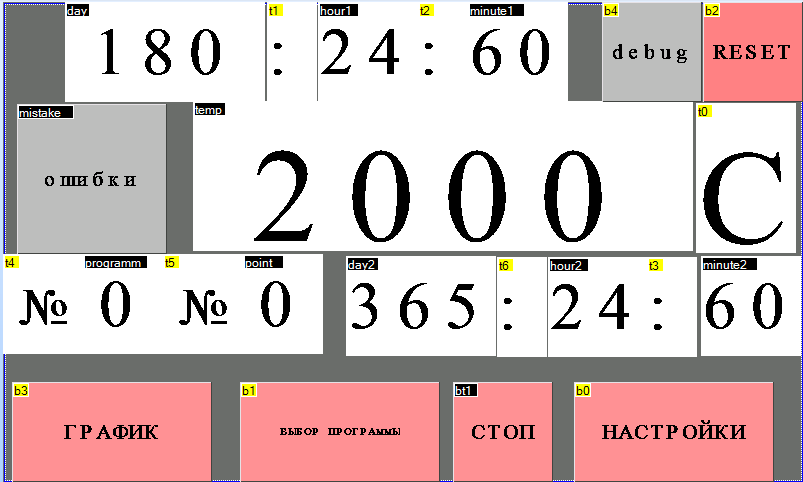 day t1 hour1 t2 minute1 b4 b2
180 : 24 : 60 debug RESET
mistake temp t0
ошибки 2000 C
t4 programm t5 point day2 t6 hour2 t3 minute2
№ 0 № 0 365 : 24 : 60
b3 b1 bt1 b0
ГРАФИК ВЫБОР ПРОГРАММЫ СТОП НАСТРОЙКИ